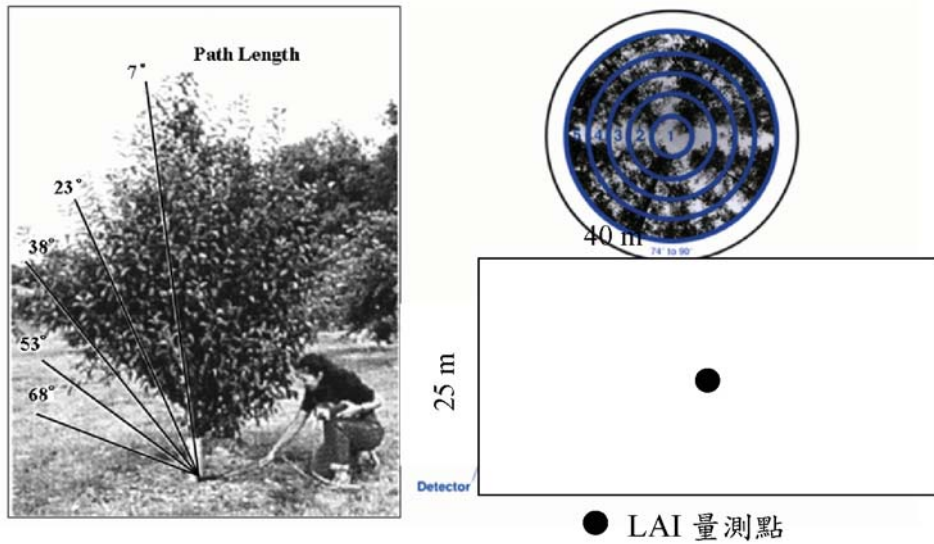 Path Length
7°
23°
38°
53°
68°
5 4 3 2 1
74° to 90°
40 m
25 m
Detector
● LAI 量測點